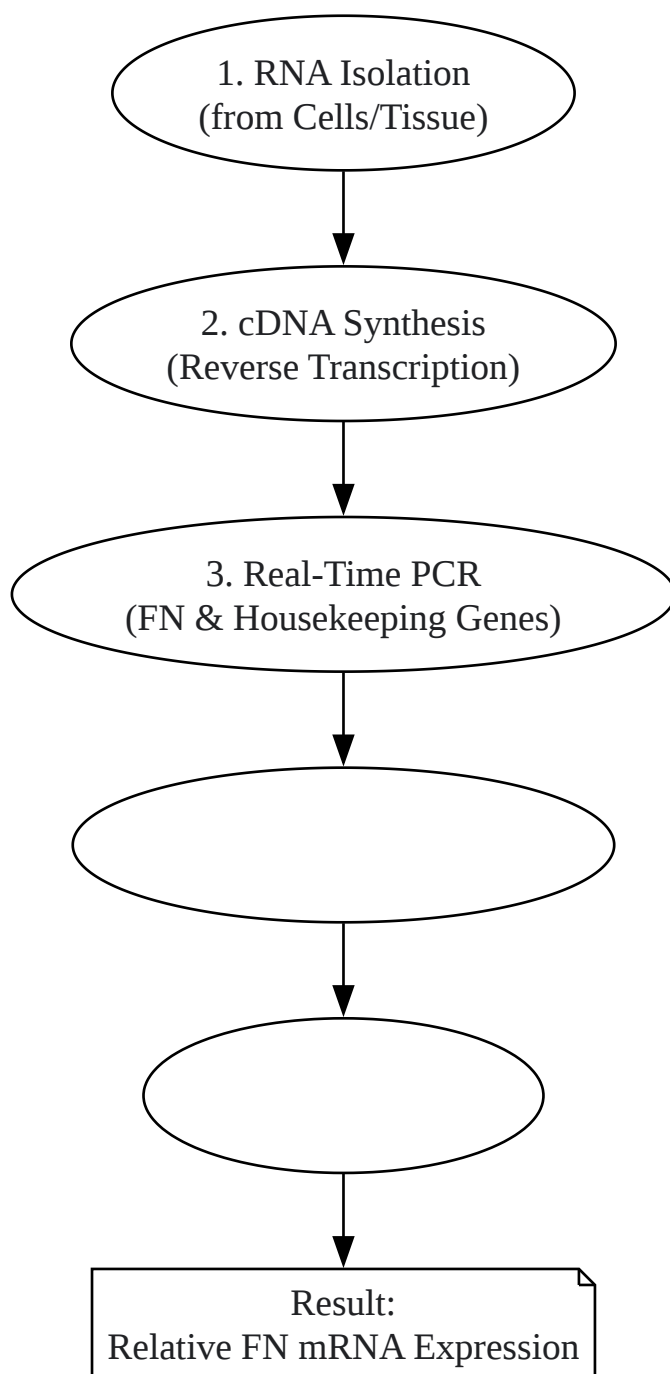 1. RNA Isolation
(from Cells/Tissue)
2. cDNA Synthesis
(Reverse Transcription)
3. Real-Time PCR
(FN & Housekeeping Genes)
Result:
Relative FN mRNA Expression